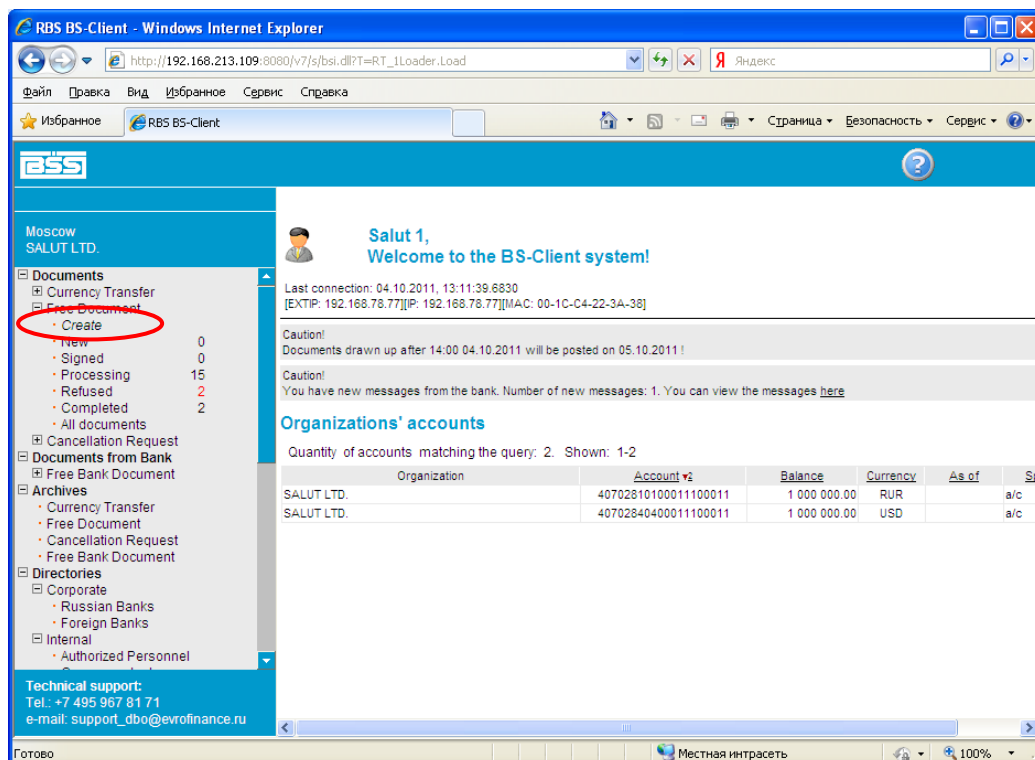 RBS BS-Client - Windows Internet Explorer
http://192.168.213.109:8080/v7/s/bsi.dll?T=RT_1Loader.Load
Я Яндекс
Файл Правка Вид Избранное Сервис Справка
Избранное RBS BS-Client Страница Безопасность Сервис
BSS
Moscow
SALUT LTD.
Salut 1,
Welcome to the BS-Client system!
Last connection: 04.10.2011, 13:11:39.6830
[EXTIP: 192.168.78.77][IP: 192.168.78.77][MAC: 00-1C-C4-22-3A-38]
Caution!
Documents drawn up after 14:00 04.10.2011 will be posted on 05.10.2011 !
Caution!
You have new messages from the bank. Number of new messages: 1. You can view the messages here
Organizations' accounts
Quantity of accounts matching the query: 2. Shown: 1-2
Organization Account 2 Balance Currency As of
SALUT LTD. 40702810100011100011 1 000 000.00 RUR a/c
SALUT LTD. 40702840400011100011 1 000 000.00 USD a/c
Documents
Currency Transfer
Free Document
Create
New 0
Signed 0
Processing 15
Refused 2
Completed 2
All documents
Cancellation Request
Documents from Bank
Free Bank Document
Archives
Currency Transfer
Free Document
Cancellation Request
Free Bank Document
Directories
Corporate
Russian Banks
Foreign Banks
Internal
Authorized Personnel
Technical support:
Tel.: +7 495 967 81 71
e-mail: support_dbo@evrofinance.ru
Готово Местная интрасеть 100%